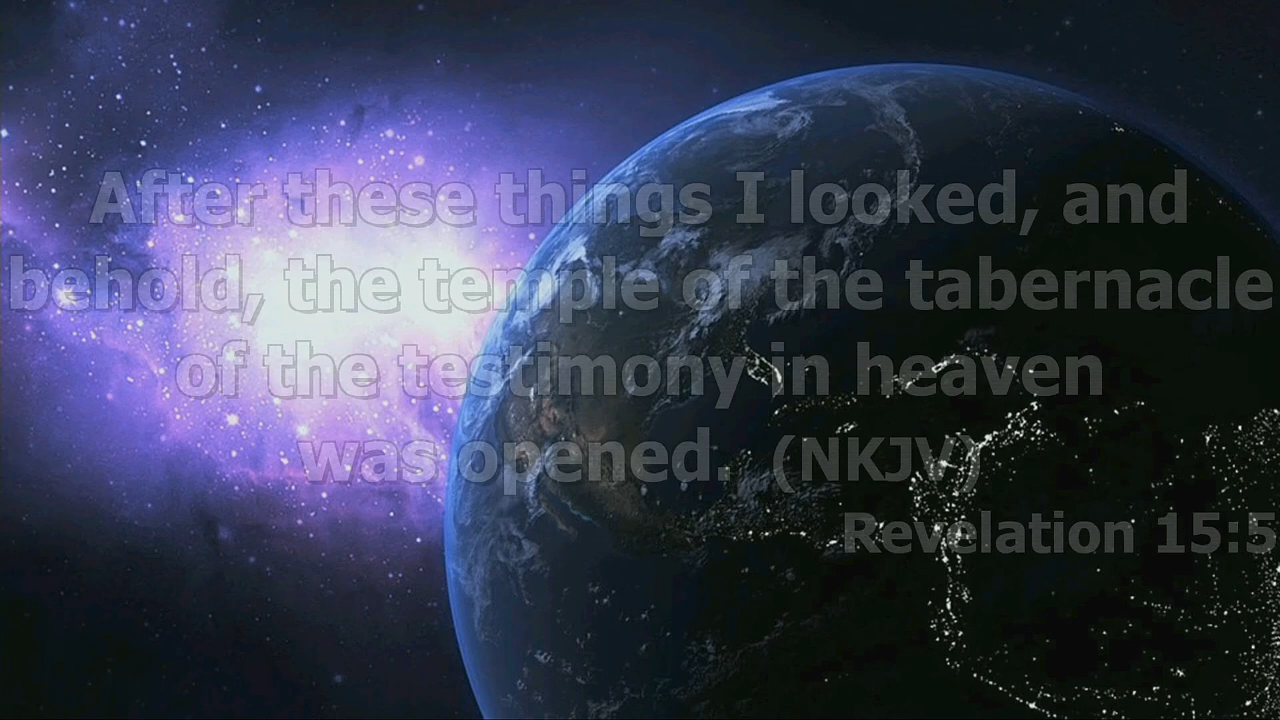 After these things I looked, and
behold, the temple of the tabernacle
of the testimony in heaven
was opened. (NKJV)
Revelation 15:5